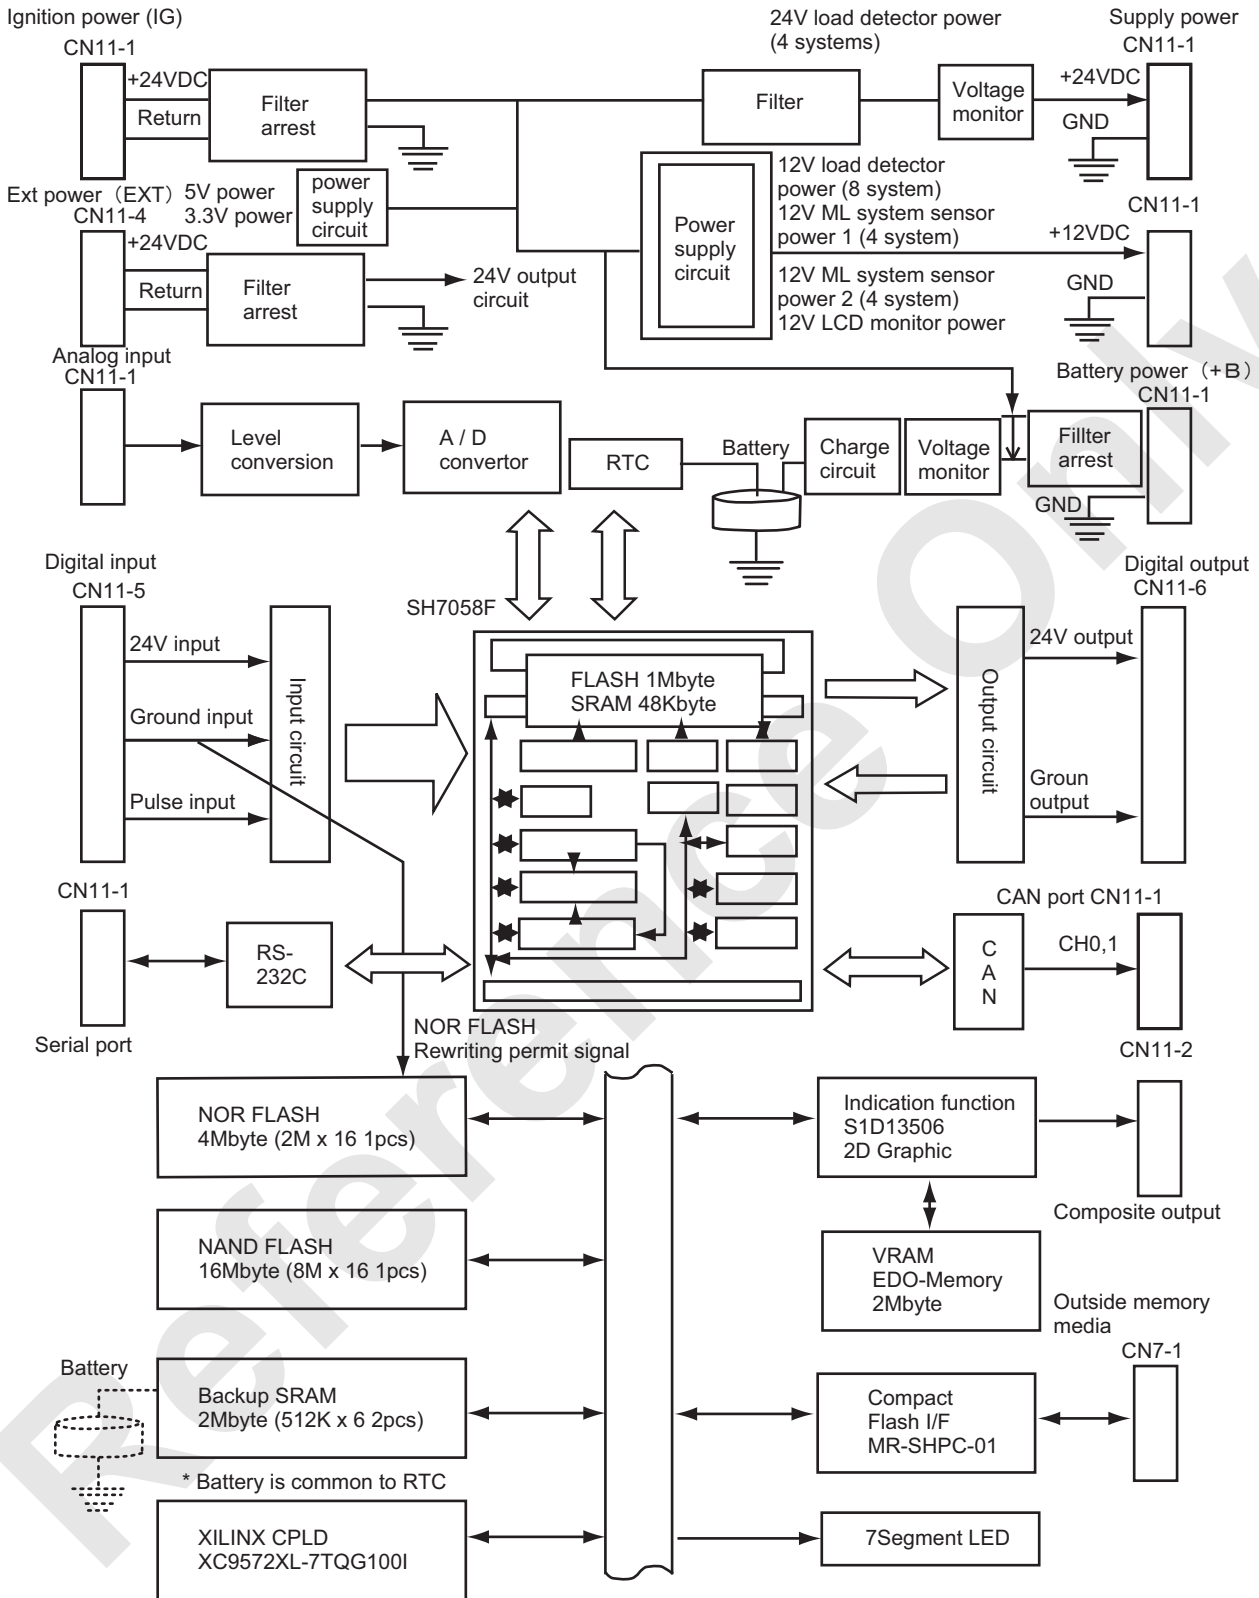 Ignition power (IG)
CN11-1
+24VDC
Return
Filter
arrest
24V load detector power
(4 systems)
Filter
Voltage
monitor
Supply power
CN11-1
+24VDC
GND
Ext power（EXT）
CN11-4
5V power
3.3V power
power
supply
circuit
+24VDC
Return
Filter
arrest
24V output
circuit
Power
supply
circuit
12V load detector
power (8 system)
12V ML system sensor
power 1 (4 system)
12V ML system sensor
power 2 (4 system)
12V LCD monitor power
CN11-1
+12VDC
GND
Analog input
CN11-1
Level
conversion
A / D
convertor
RTC
Battery
Charge
circuit
Voltage
monitor
Fillter
arrest
Battery power（+B）
CN11-1
GND
Digital input
CN11-5
24V input
Ground input
Pulse input
Input circuit
SH7058F
FLASH 1Mbyte
SRAM 48Kbyte
Output circuit
Digital output
CN11-6
24V output
Groun
output
CN11-1
RS-
232C
Serial port
CAN port CN11-1
C
A
N
CH0,1
NOR FLASH
Rewriting permit signal
CN11-2
NOR FLASH
4Mbyte (2M x 16 1pcs)
Indication function
S1D13506
2D Graphic
Composite output
NAND FLASH
16Mbyte (8M x 16 1pcs)
VRAM
EDO-Memory
2Mbyte
Outside memory
media
CN7-1
Battery
Backup SRAM
2Mbyte (512K x 6 2pcs)
Compact
Flash I/F
MR-SHPC-01
* Battery is common to RTC
XILINX CPLD
XC9572XL-7TQG100I
7Segment LED
Reference Only